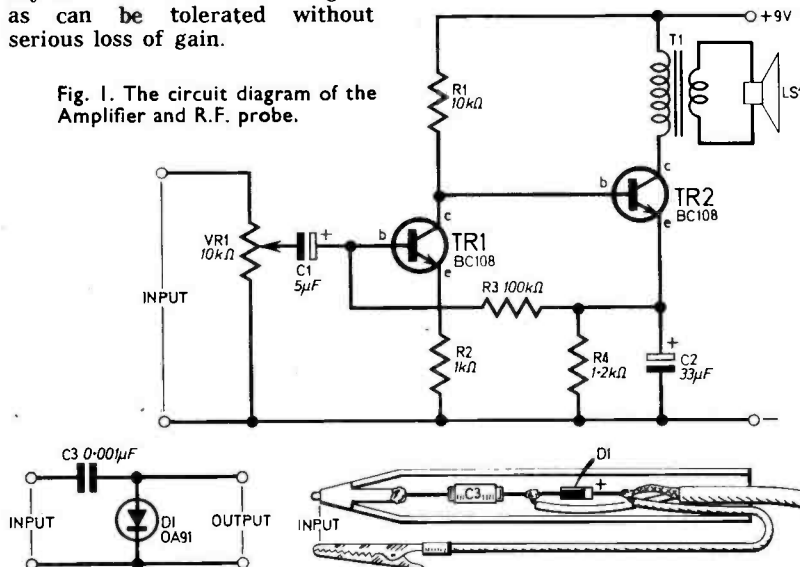 as can be tolerated without
serious loss of gain.
Fig. 1. The circuit diagram of the
Amplifier and R.F. probe.
+9V
T1
LS1
R1
10kΩ
c
b
TR2
BC108
e
c
b
TR1
BC108
e
VR1
10kΩ
+
C1
5µF
INPUT
R3 100kΩ
R2
1kΩ
R4
1·2kΩ
+
C2
33µF
−
C3 0·001µF
INPUT
D1
OA91
OUTPUT
D1
C3
+
INPUT